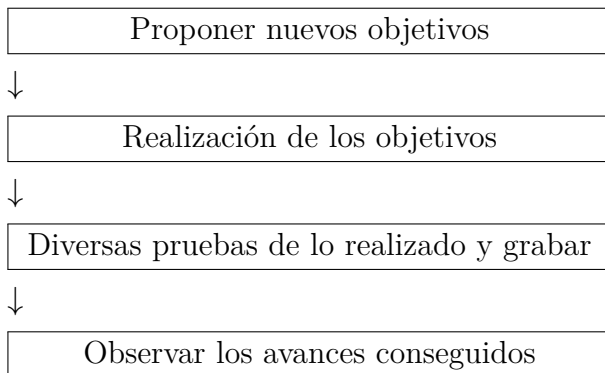 Proponer nuevos objetivos
↓
Realización de los objetivos
↓
Diversas pruebas de lo realizado y grabar
↓
Observar los avances conseguidos